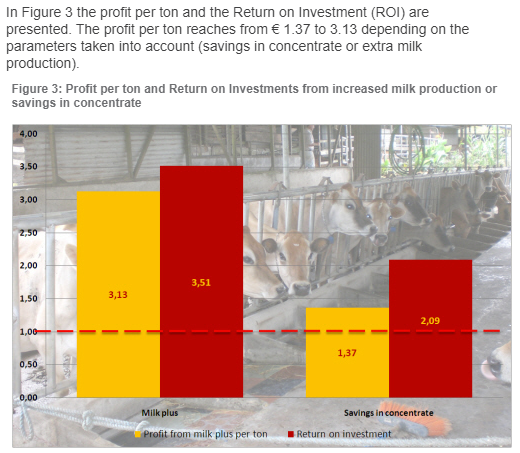 In Figure 3 the profit per ton and the Return on Investment (ROI) are
presented. The profit per ton reaches from € 1.37 to 3.13 depending on the
parameters taken into account (savings in concentrate or extra milk
production).
Figure 3: Profit per ton and Return on Investments from increased milk production or
savings in concentrate
4,00
3,50
3,00
2,50
2,00
1,50
1,00
0,50
0,00
3,13
3,51
1,37
2,09
Milk plus
Savings in concentrate
Profit from milk plus per ton
Return on investment